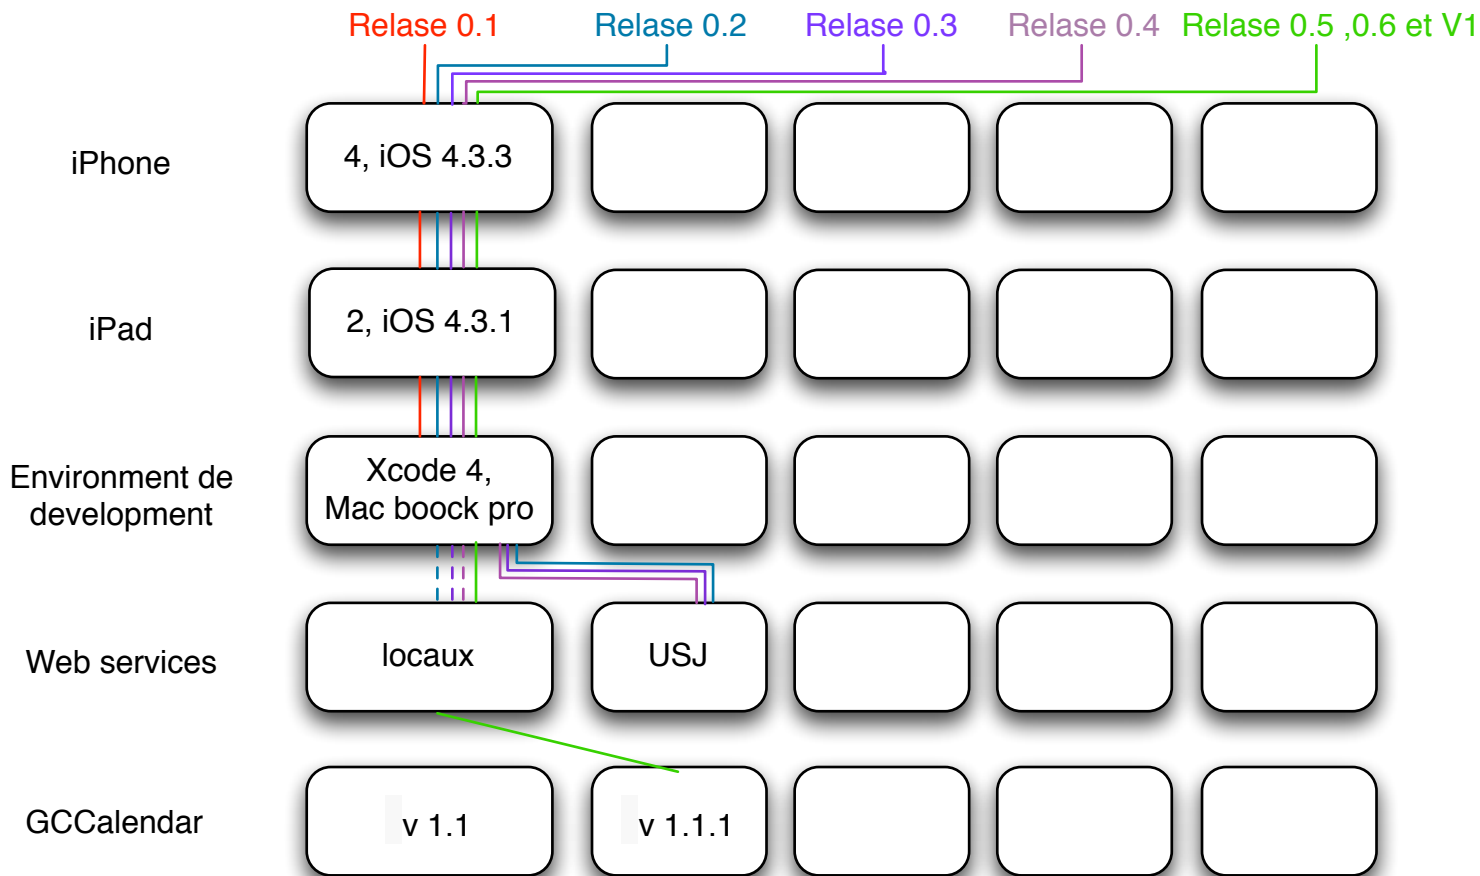 Relase 0.1
Relase 0.2
Relase 0.3
Relase 0.4
Relase 0.5 ,0.6 et V1
iPhone
4, iOS 4.3.3
iPad
2, iOS 4.3.1
Environment de
development
Xcode 4,
Mac boock pro
Web services
locaux
USJ
GCCalendar
v 1.1
v 1.1.1